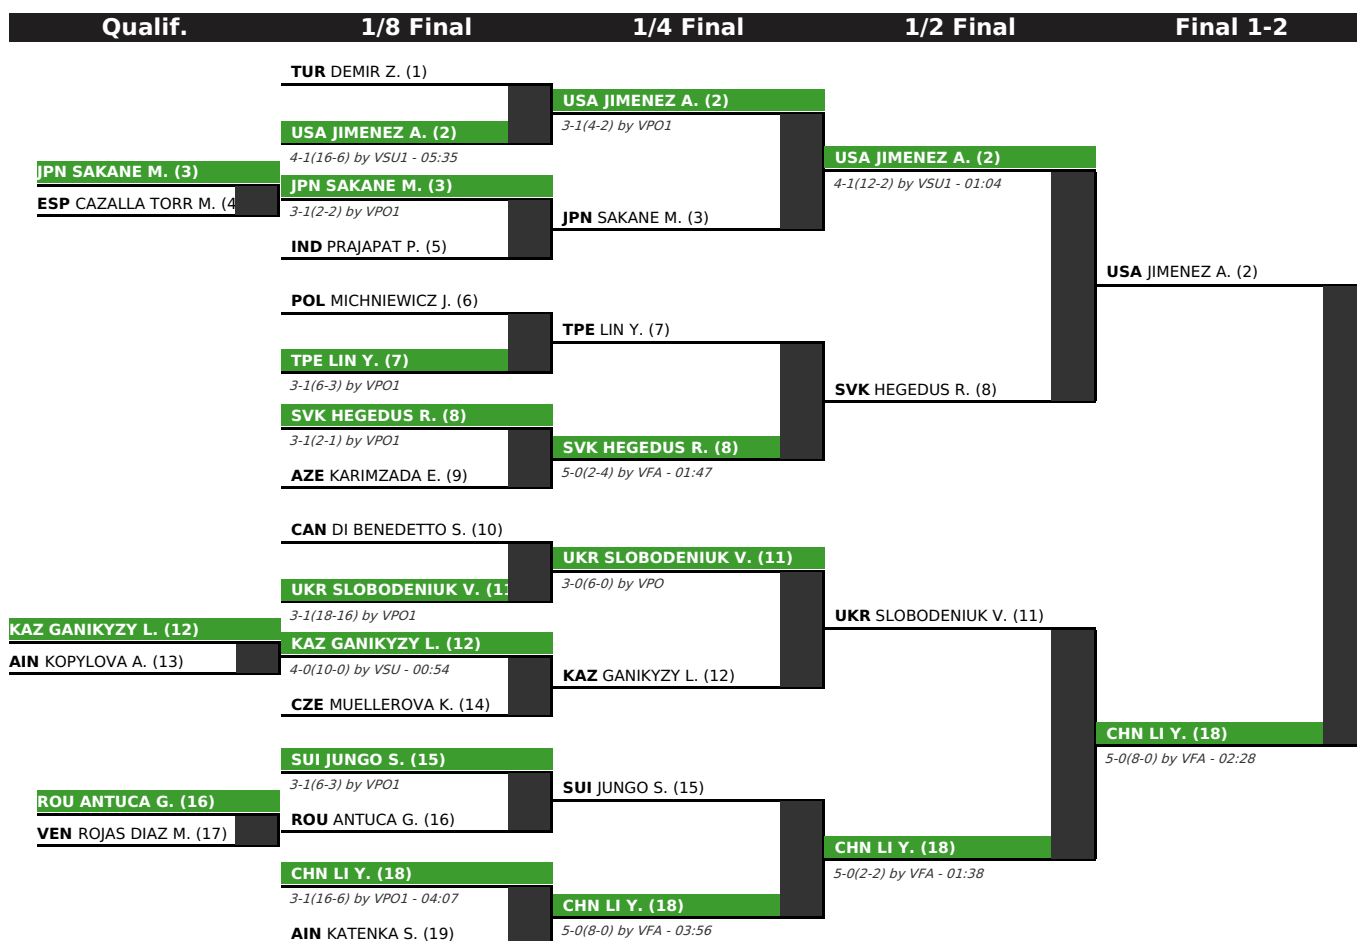 Qualif.
1/8 Final
1/4 Final
1/2 Final
Final 1-2
JPN SAKANE M. (3)
ESP CAZALLA TORR M. (4
KAZ GANIKYZY L. (12)
AIN KOPYLOVA A. (13)
ROU ANTUCA G. (16)
VEN ROJAS DIAZ M. (17)
TUR DEMIR Z. (1)
USA JIMENEZ A. (2)
4-1(16-6) by VSU1 - 05:35
JPN SAKANE M. (3)
3-1(2-2) by VPO1
IND PRAJAPAT P. (5)
POL MICHNIEWICZ J. (6)
TPE LIN Y. (7)
3-1(6-3) by VPO1
SVK HEGEDUS R. (8)
3-1(2-1) by VPO1
AZE KARIMZADA E. (9)
CAN DI BENEDETTO S. (10)
UKR SLOBODENIUK V. (11
3-1(18-16) by VPO1
KAZ GANIKYZY L. (12)
4-0(10-0) by VSU - 00:54
CZE MUELLEROVA K. (14)
SUI JUNGO S. (15)
3-1(6-3) by VPO1
ROU ANTUCA G. (16)
CHN LI Y. (18)
3-1(16-6) by VPO1 - 04:07
AIN KATENKA S. (19)
USA JIMENEZ A. (2)
3-1(4-2) by VPO1
JPN SAKANE M. (3)
TPE LIN Y. (7)
SVK HEGEDUS R. (8)
5-0(2-4) by VFA - 01:47
UKR SLOBODENIUK V. (11)
3-0(6-0) by VPO
KAZ GANIKYZY L. (12)
SUI JUNGO S. (15)
CHN LI Y. (18)
5-0(8-0) by VFA - 03:56
USA JIMENEZ A. (2)
4-1(12-2) by VSU1 - 01:04
SVK HEGEDUS R. (8)
UKR SLOBODENIUK V. (11)
CHN LI Y. (18)
5-0(2-2) by VFA - 01:38
USA JIMENEZ A. (2)
CHN LI Y. (18)
5-0(8-0) by VFA - 02:28